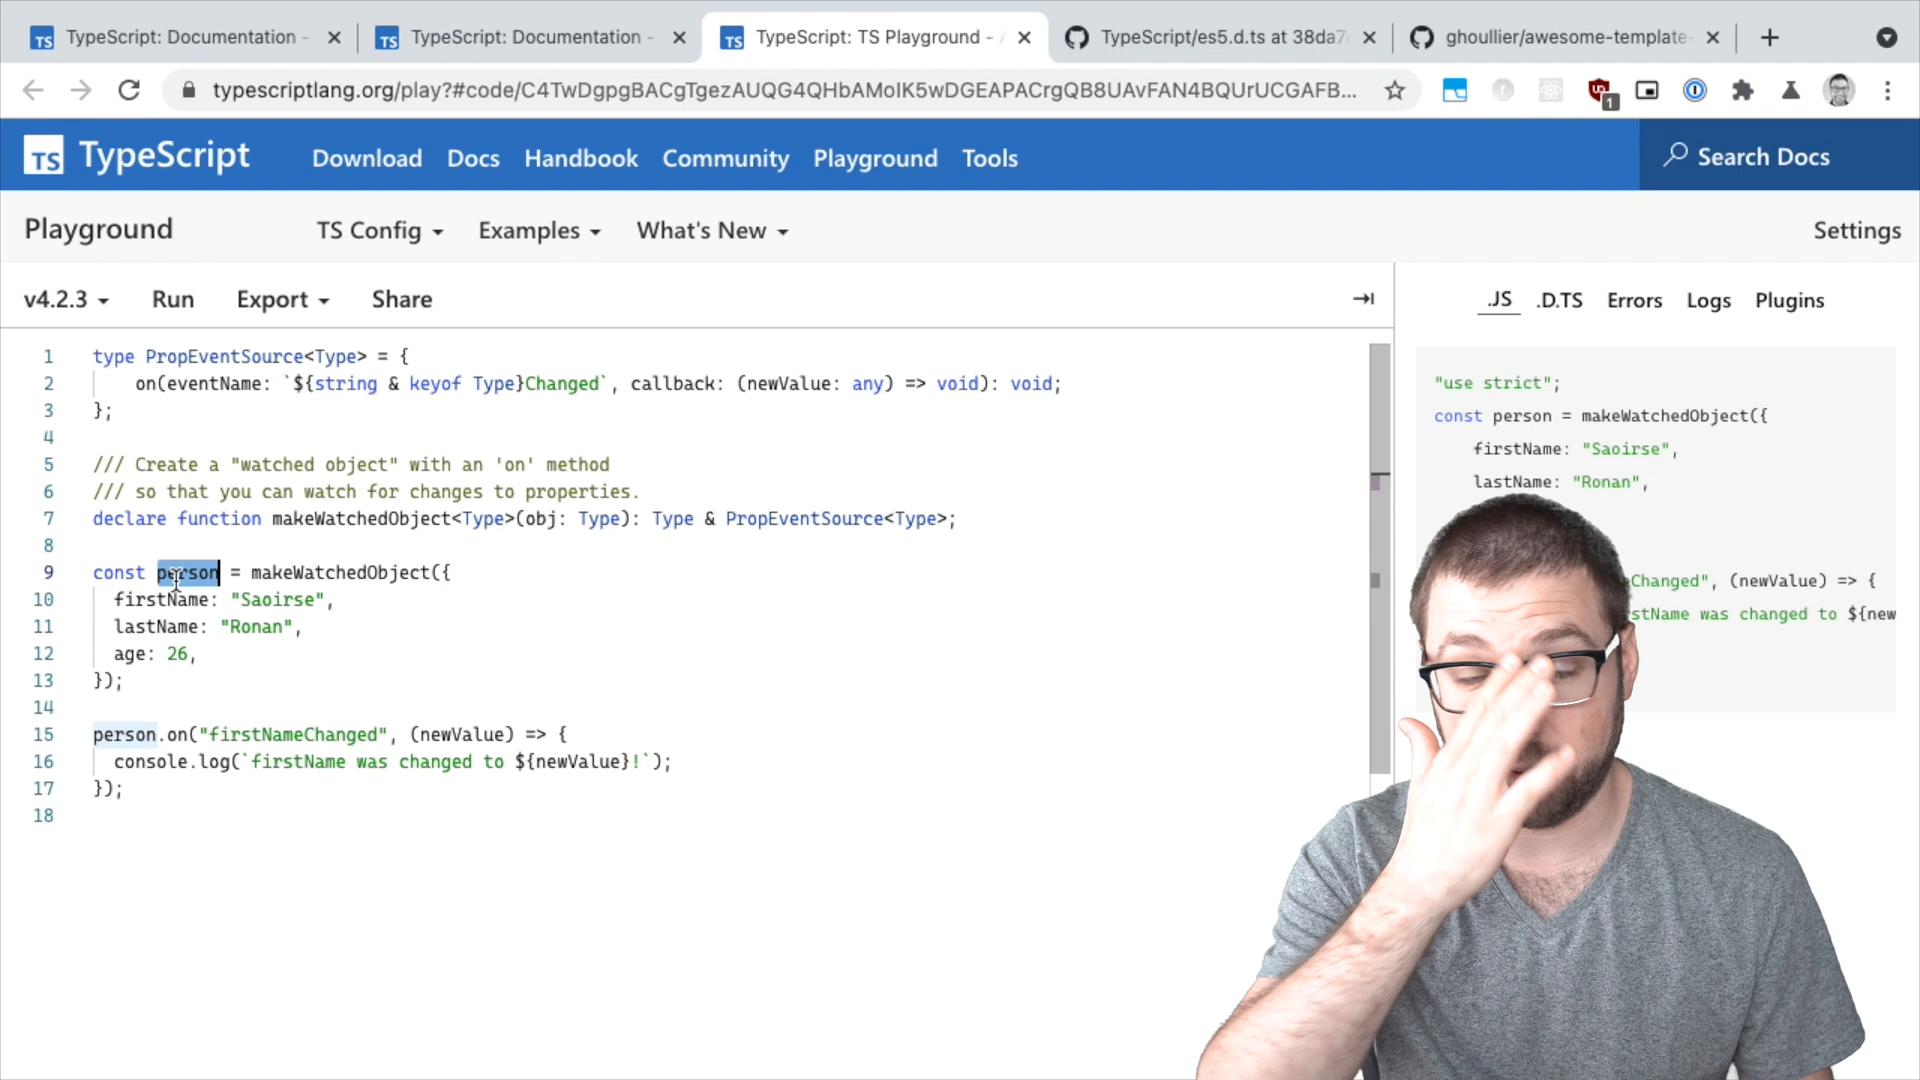 TypeScript: Documentation -
TypeScript: Documentation -
TypeScript: TS Playground -
TypeScript/es5.d.ts at 38da7
ghoullier/awesome-template-
typescriptlang.org/play?#code/C4TwDgpgBACgTgezAUQG4QHbAMoIK5wDGEAPACrgQB8UAvFAN4BQUrUCGAFB...
1
TS TypeScript
Download
Docs
Handbook
Community
Playground
Tools
Search Docs
Playground
TS Config
Examples
What's New
Settings
v4.2.3
Run
Export
Share
.JS
.D.TS
Errors
Logs
Plugins
1 type PropEventSource<Type> = {
2 on(eventName: `${string & keyof Type}Changed`, callback: (newValue: any) => void): void;
3 };
4
5 /// Create a "watched object" with an 'on' method
6 /// so that you can watch for changes to properties.
7 declare function makeWatchedObject<Type>(obj: Type): Type & PropEventSource<Type>;
8
9 const person = makeWatchedObject({
10 firstName: "Saoirse",
11 lastName: "Ronan",
12 age: 26,
13 });
14
15 person.on("firstNameChanged", (newValue) => {
16 console.log(`firstName was changed to ${newValue}!`);
17 });
18
"use strict";
const person = makeWatchedObject({
firstName: "Saoirse",
lastName: "Ronan",
Changed", (newValue) => {
stName was changed to ${new